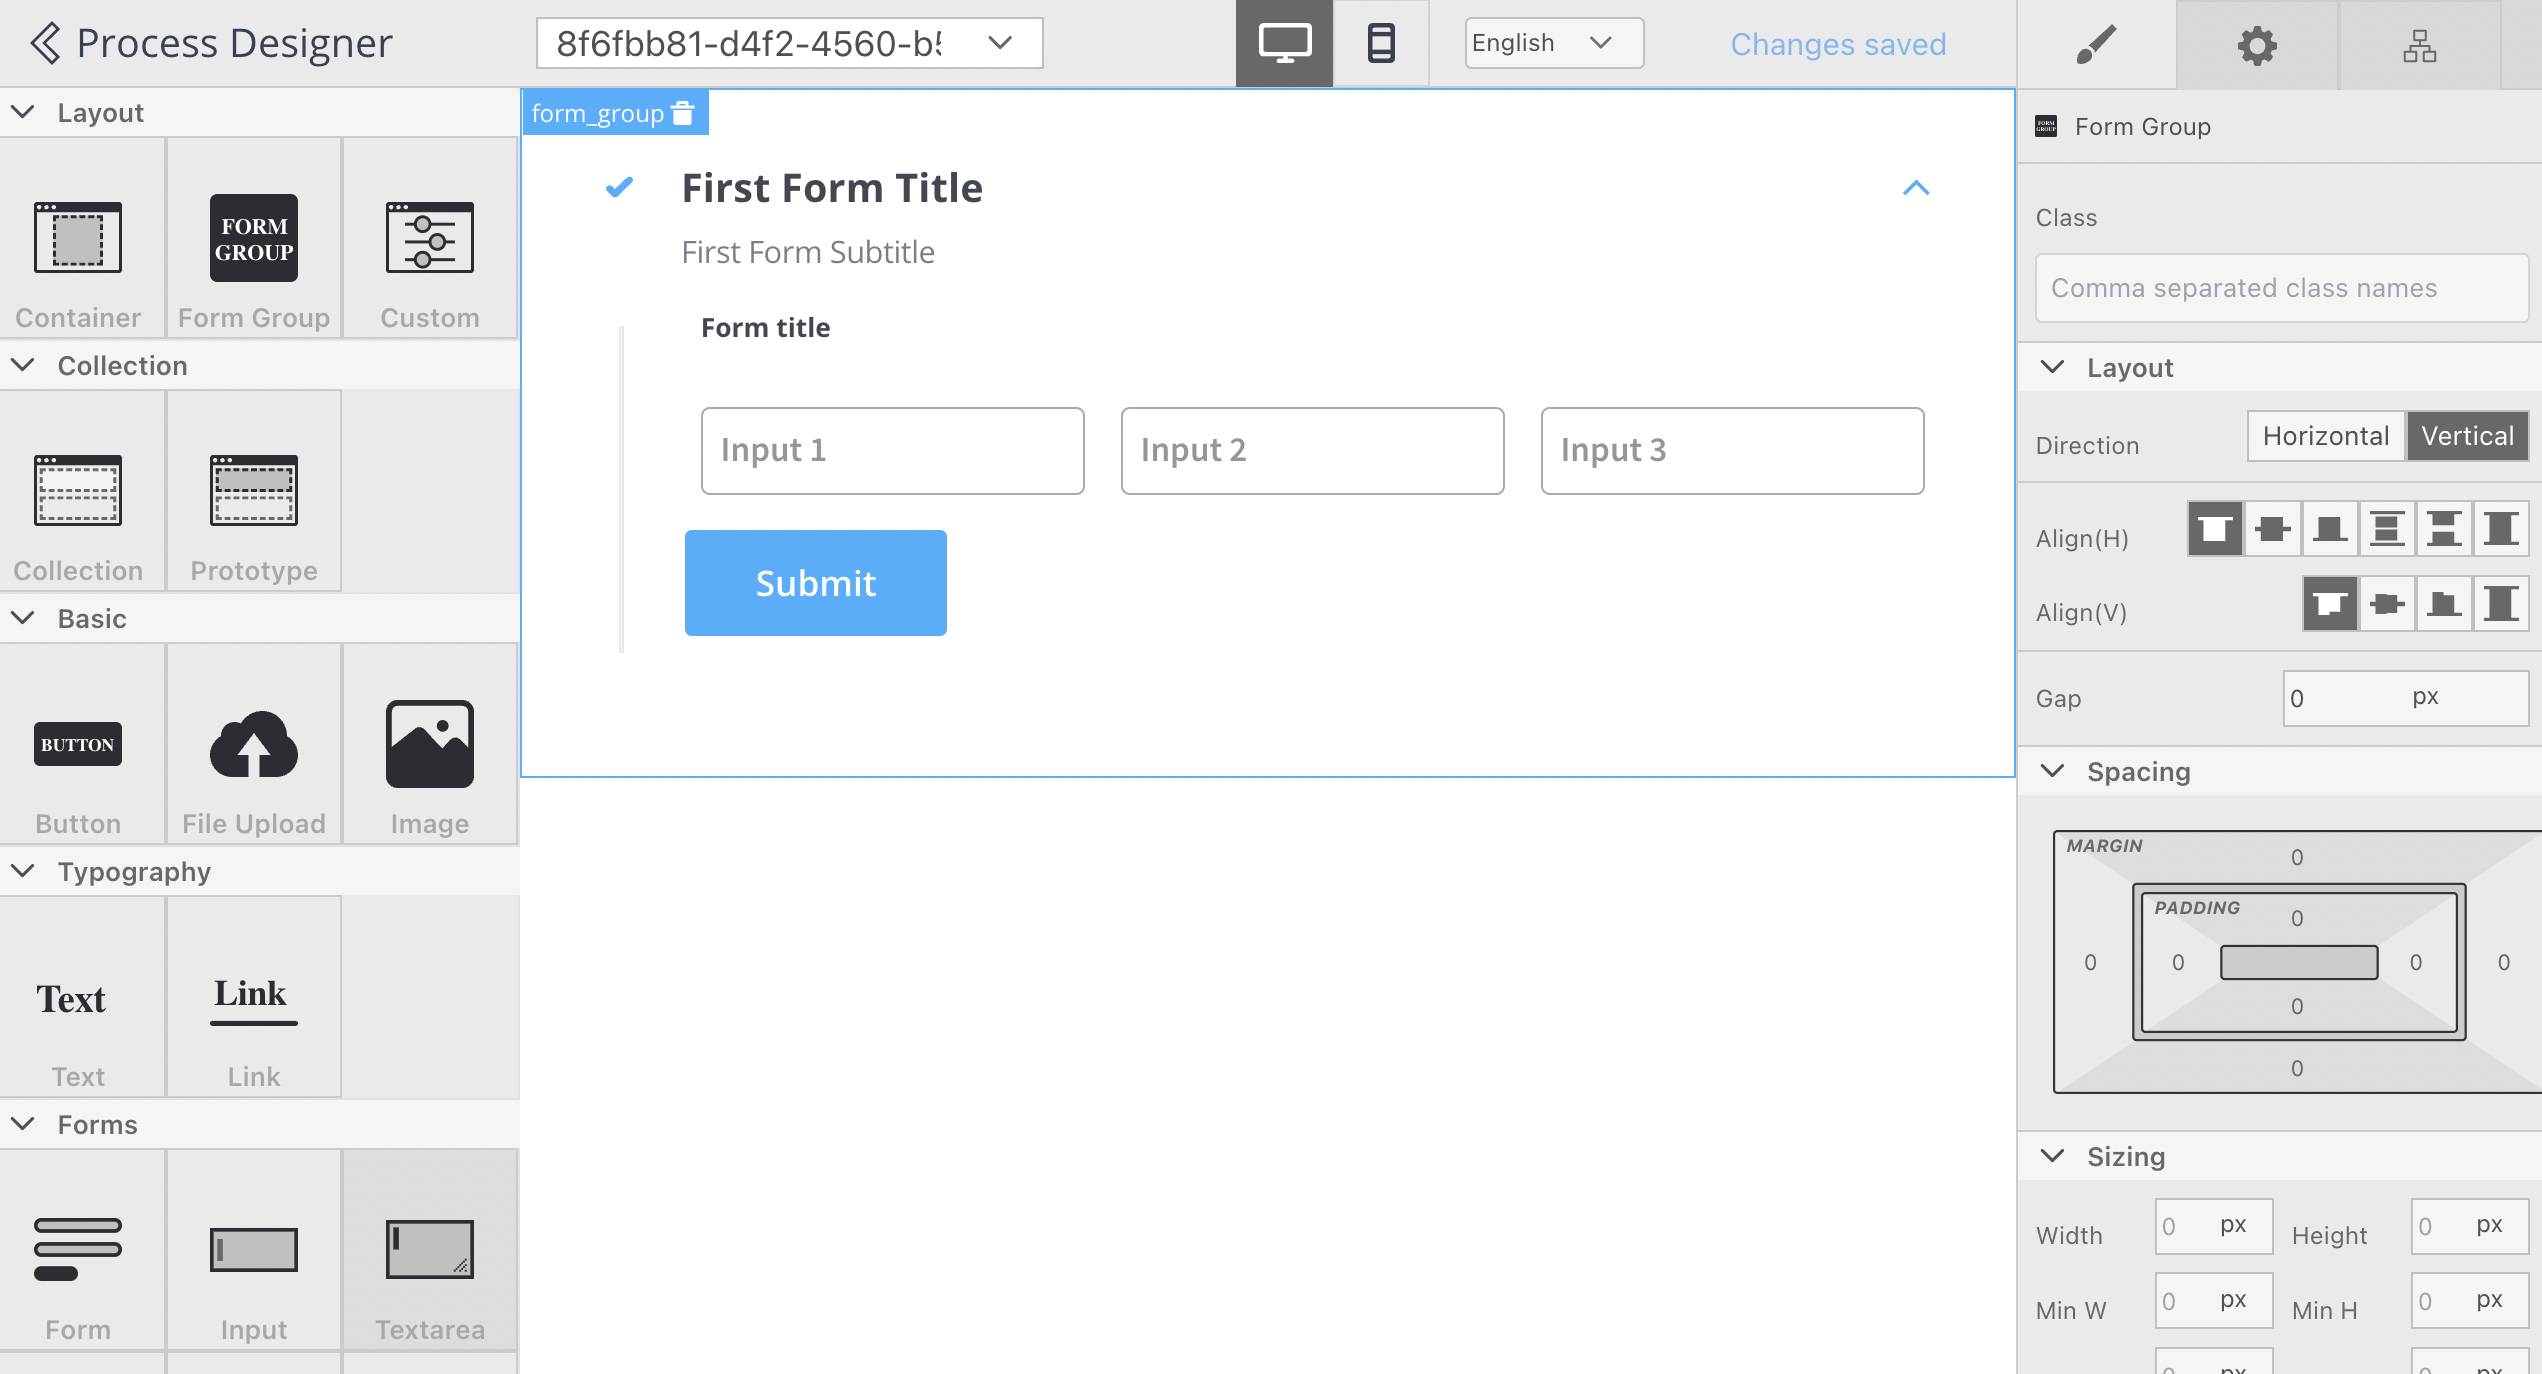 Process Designer
8f6fbb81-d4f2-4560-b
English
Changes saved
Layout
FORM
GROUP
Container
Form Group
Custom
Collection
Collection
Prototype
Basic
BUTTON
Button
File Upload
Image
Typography
Text
Link
Text
Link
Forms
Form
Input
Textarea
form_group
First Form Title
First Form Subtitle
Form title
Input 1
Input 2
Input 3
Submit
FORM
GROUP
Form Group
Class
Comma separated class names
Layout
Direction
Horizontal
Vertical
Align(H)
Align(V)
Gap
0 px
Spacing
MARGIN
0
PADDING
0
0 0 0 0
0
0
Sizing
Width 0 px Height 0 px
Min W 0 px Min H 0 px